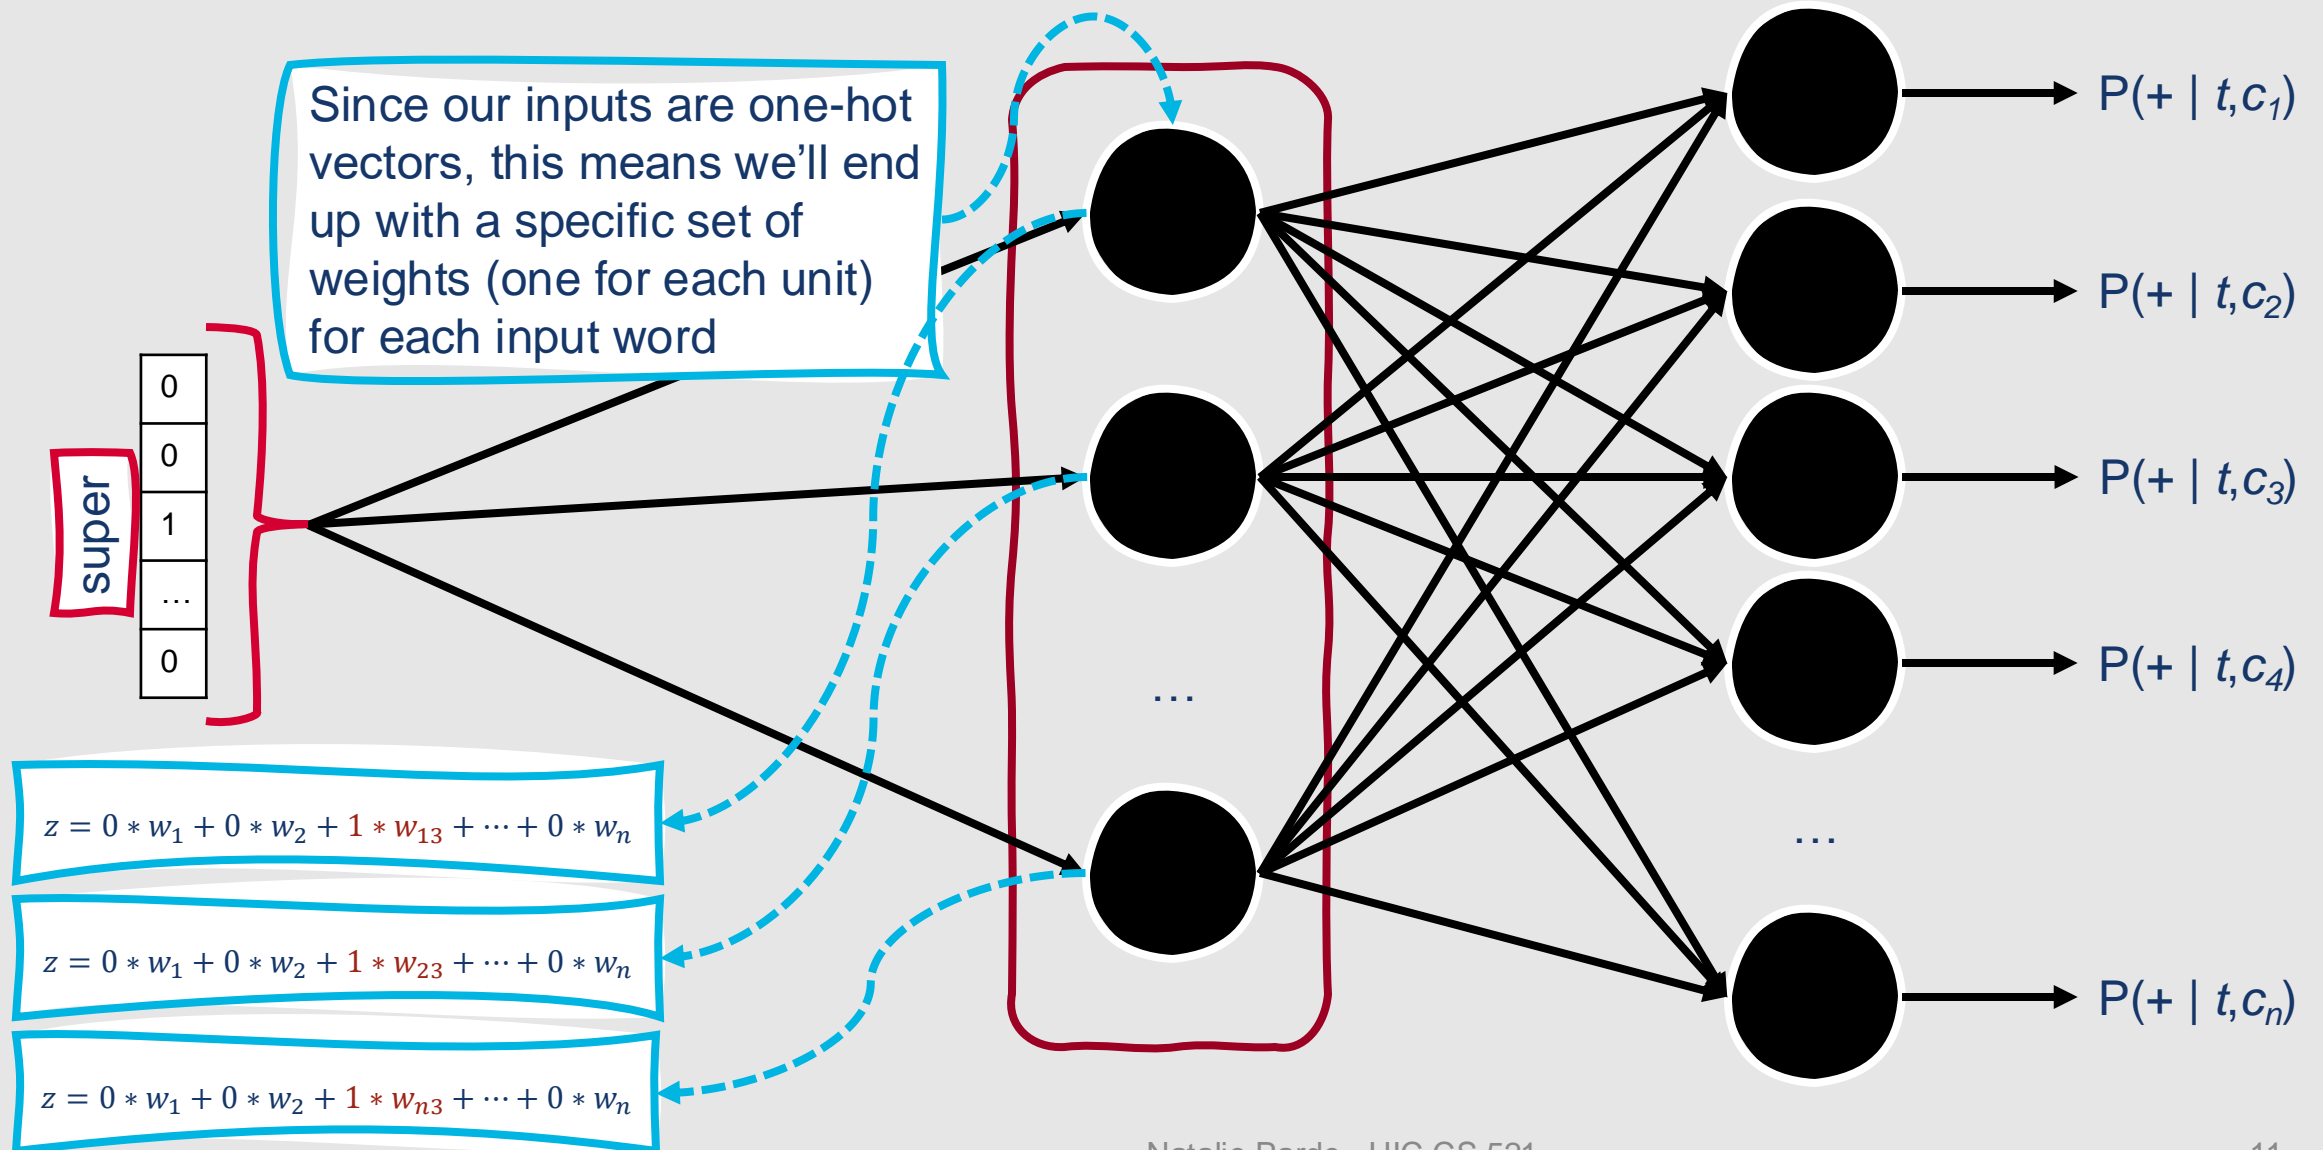 Since our inputs are one-hot
vectors, this means we'll end
up with a specific set of
weights (one for each unit)
for each input word
super
0
0
1
…
0
z = 0 * w₁ + 0 * w₂ + 1 * w₁₃ + ⋯ + 0 * wₙ
z = 0 * w₁ + 0 * w₂ + 1 * w₂₃ + ⋯ + 0 * wₙ
z = 0 * w₁ + 0 * w₂ + 1 * wₙ₃ + ⋯ + 0 * wₙ
…
P(+ | t,c₁)
P(+ | t,c₂)
P(+ | t,c₃)
P(+ | t,c₄)
…
P(+ | t,cₙ)